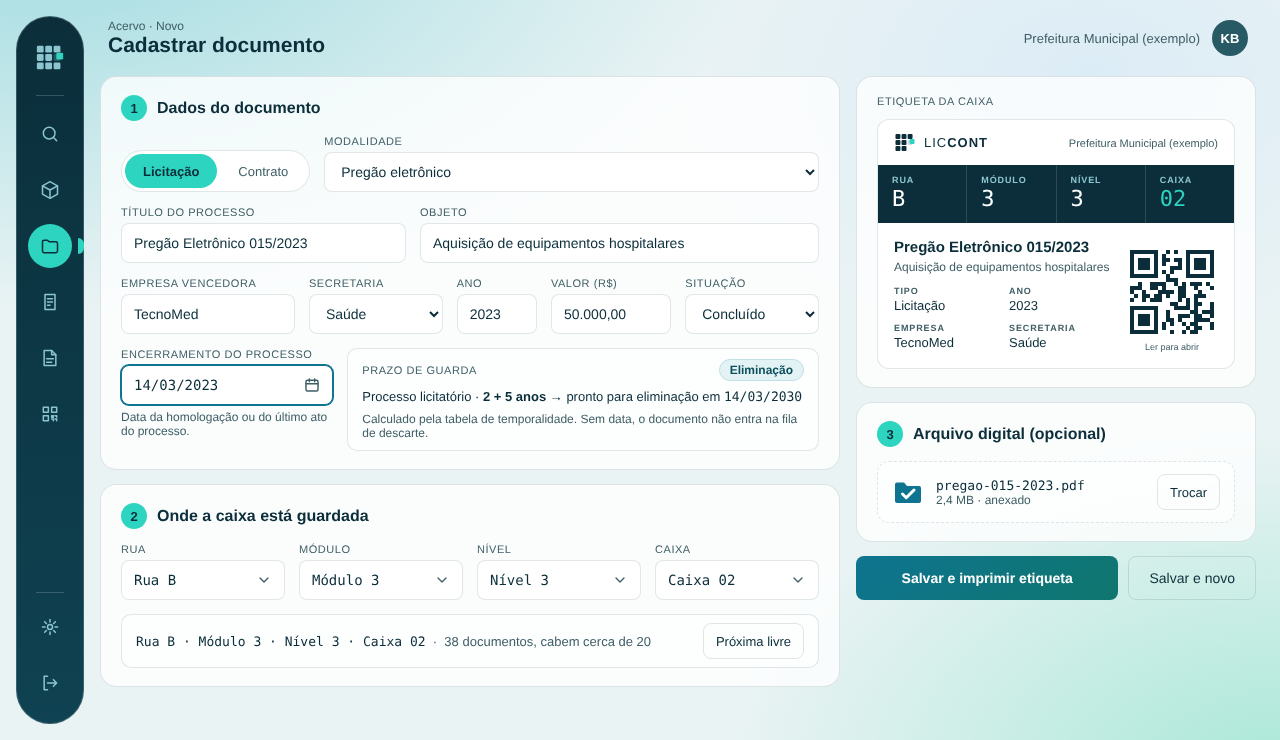 Acervo · Novo
Cadastrar documento
Prefeitura Municipal (exemplo)
KB
1
Dados do documento
Licitação
Contrato
MODALIDADE
Pregão eletrônico
TÍTULO DO PROCESSO
OBJETO
Pregão Eletrônico 015/2023
Aquisição de equipamentos hospitalares
EMPRESA VENCEDORA
SECRETARIA
ANO
VALOR (R$)
SITUAÇÃO
TecnoMed
Saúde
2023
50.000,00
Concluído
ENCERRAMENTO DO PROCESSO
14/03/2023
Data da homologação ou do último ato
do processo.
PRAZO DE GUARDA
Eliminação
Processo licitatório · 2 + 5 anos → pronto para eliminação em 14/03/2030
Calculado pela tabela de temporalidade. Sem data, o documento não entra na fila
de descarte.
2
Onde a caixa está guardada
RUA
MÓDULO
NÍVEL
CAIXA
Rua B
Módulo 3
Nível 3
Caixa 02
Rua B · Módulo 3 · Nível 3 · Caixa 02 · 38 documentos, cabem cerca de 20
Próxima livre
ETIQUETA DA CAIXA
LICCONT
Prefeitura Municipal (exemplo)
RUA
MÓDULO
NÍVEL
CAIXA
B
3
3
02
Pregão Eletrônico 015/2023
Aquisição de equipamentos hospitalares
TIPO
ANO
Licitação
2023
EMPRESA
SECRETARIA
TecnoMed
Saúde
Ler para abrir
3
Arquivo digital (opcional)
pregao-015-2023.pdf
2,4 MB · anexado
Trocar
Salvar e imprimir etiqueta
Salvar e novo